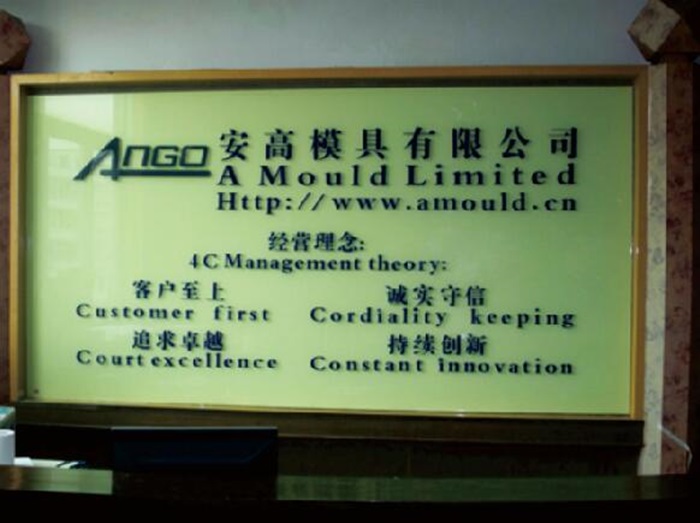 ANGO 安高模具有限公司
A Mould Limited
Http://www.amould.cn
经营理念:
4C Management theory:
客户至上 诚实守信
Customer first Cordiality keeping
追求卓越 持续创新
Court excellence Constant innovation